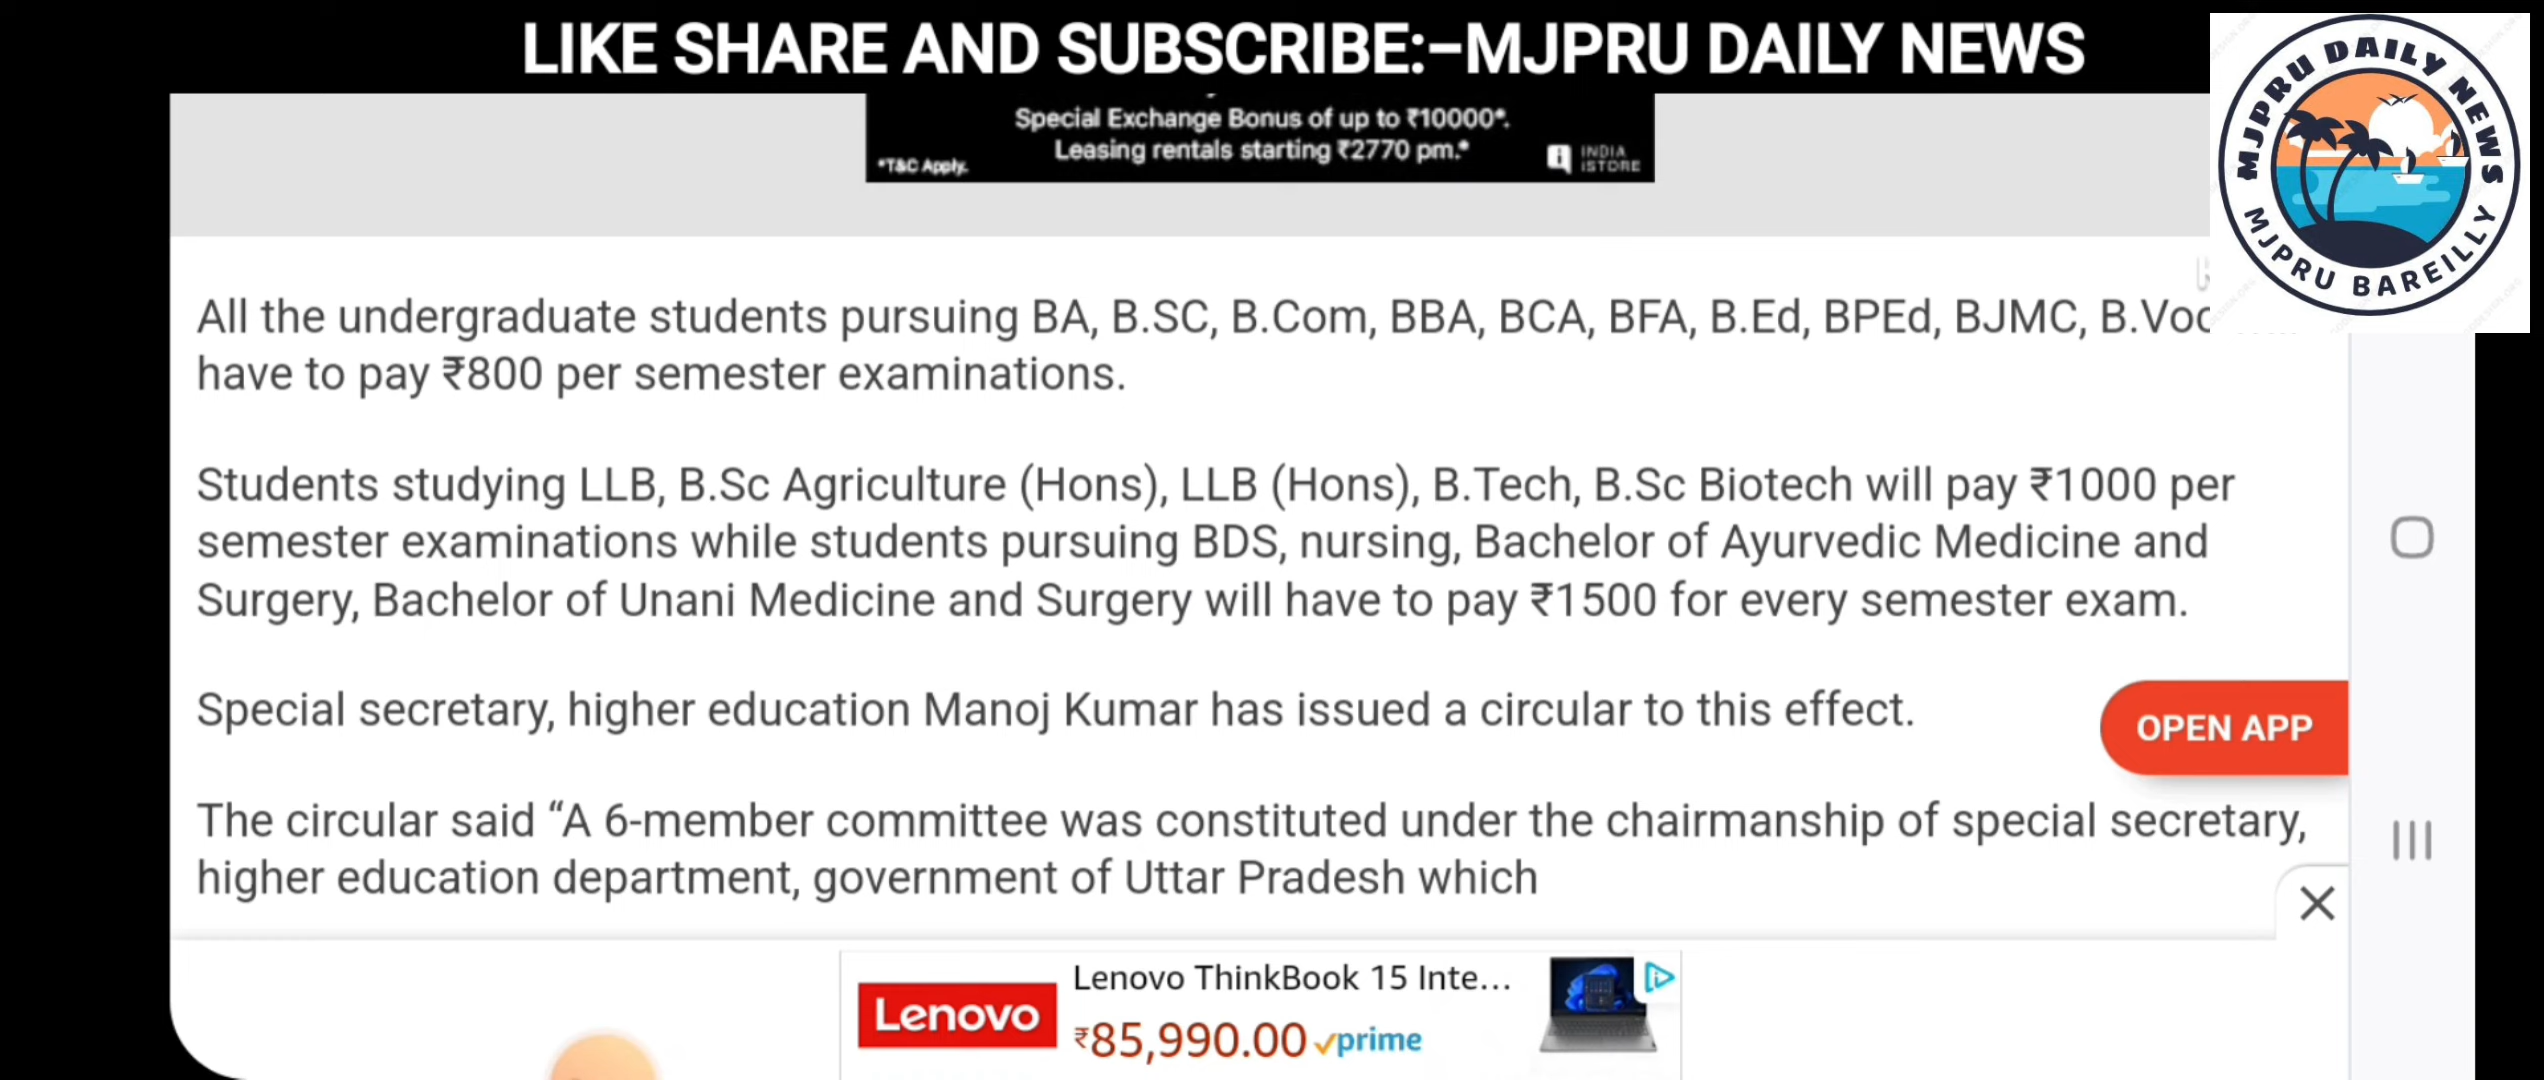 LIKE SHARE AND SUBSCRIBE:–MJPRU DAILY NEWS
MJPRU DAILY NEWS
MJPRU BAREILLY
Special Exchange Bonus of up to ₹10000*.
Leasing rentals starting ₹2770 pm.*
*T&C Apply.
INDIA
iSTORE
All the undergraduate students pursuing BA, B.SC, B.Com, BBA, BCA, BFA, B.Ed, BPEd, BJMC, B.Voc
have to pay ₹800 per semester examinations.
Students studying LLB, B.Sc Agriculture (Hons), LLB (Hons), B.Tech, B.Sc Biotech will pay ₹1000 per
semester examinations while students pursuing BDS, nursing, Bachelor of Ayurvedic Medicine and
Surgery, Bachelor of Unani Medicine and Surgery will have to pay ₹1500 for every semester exam.
Special secretary, higher education Manoj Kumar has issued a circular to this effect.
OPEN APP
The circular said “A 6-member committee was constituted under the chairmanship of special secretary,
higher education department, government of Uttar Pradesh which
Lenovo
Lenovo ThinkBook 15 Inte...
₹85,990.00 prime